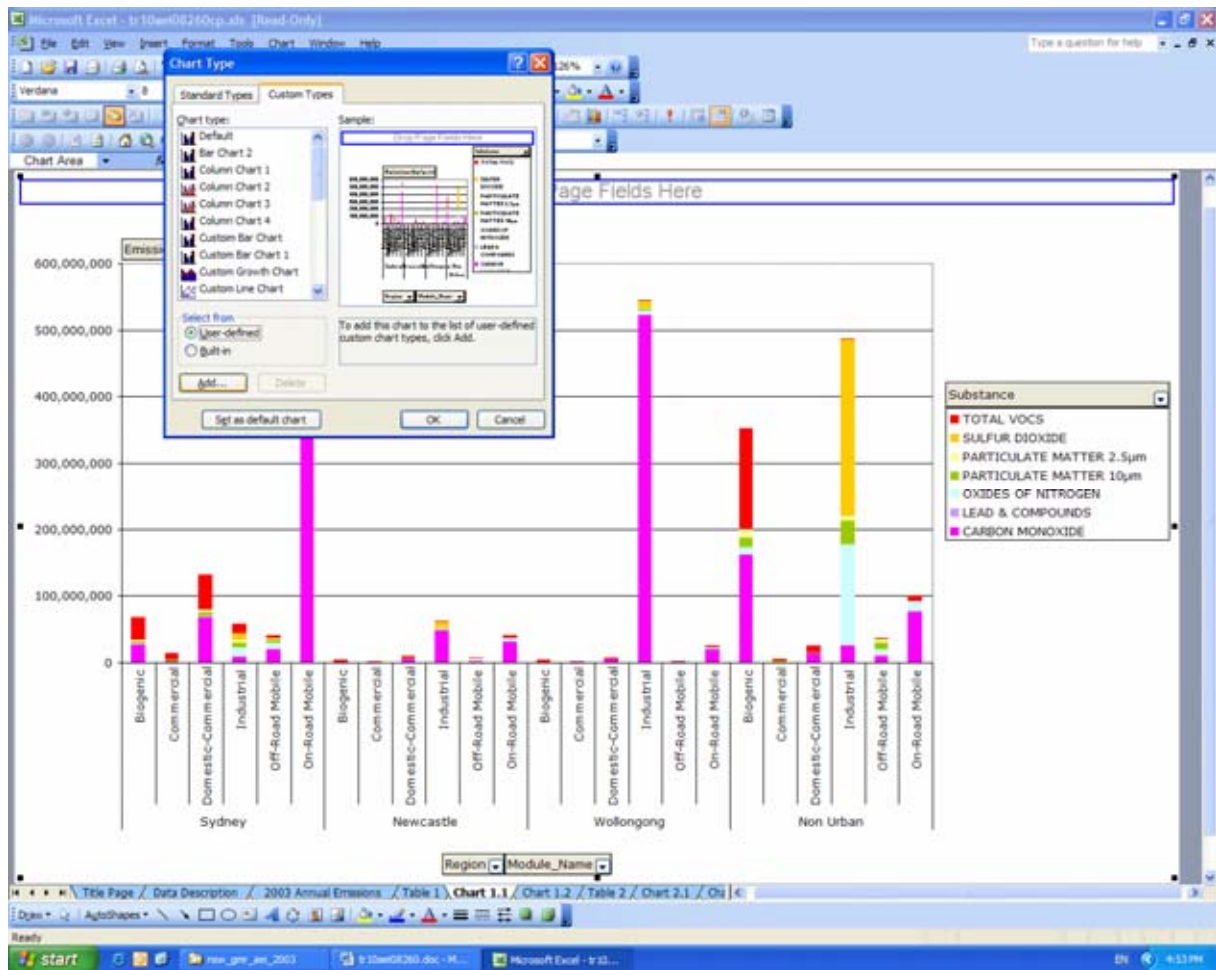 Microsoft Excel - tr10aei08260cp.xls [Read-Only]
File Edit View Insert Format Tools Chart Window Help
Type a question for help
Chart Type
126%
Verdana
8
Standard Types Custom Types
Chart type:
Sample:
Default
Bar Chart 2
Column Chart 1
Column Chart 2
Column Chart 3
Column Chart 4
Custom Bar Chart
Custom Bar Chart 1
Custom Growth Chart
Custom Line Chart
Drop Page Fields Here
Select from
User-defined
Built-in
To add this chart to the list of user-defined
custom chart types, click Add.
Add...
Delete
Set as default chart
OK
Cancel
Chart Area
Page Fields Here
600,000,000
500,000,000
400,000,000
300,000,000
200,000,000
100,000,000
0
Substance
TOTAL VOCS
SULFUR DIOXIDE
PARTICULATE MATTER 2.5µm
PARTICULATE MATTER 10µm
OXIDES OF NITROGEN
LEAD & COMPOUNDS
CARBON MONOXIDE
Biogenic
Commercial
Domestic-Commercial
Industrial
Off-Road Mobile
On-Road Mobile
Biogenic
Commercial
Domestic-Commercial
Industrial
Off-Road Mobile
On-Road Mobile
Biogenic
Commercial
Domestic-Commercial
Industrial
Off-Road Mobile
On-Road Mobile
Biogenic
Commercial
Domestic-Commercial
Industrial
Off-Road Mobile
On-Road Mobile
Sydney Newcastle Wollongong Non Urban
Region Module_Name
Title Page Data Description 2003 Annual Emissions Table 1 Chart 1.1 Chart 1.2 Table 2 Chart 2.1
Draw AutoShapes
Ready
start
tr10aei08260.doc - M...
Microsoft Excel - tr10...
EN 4:53 PM